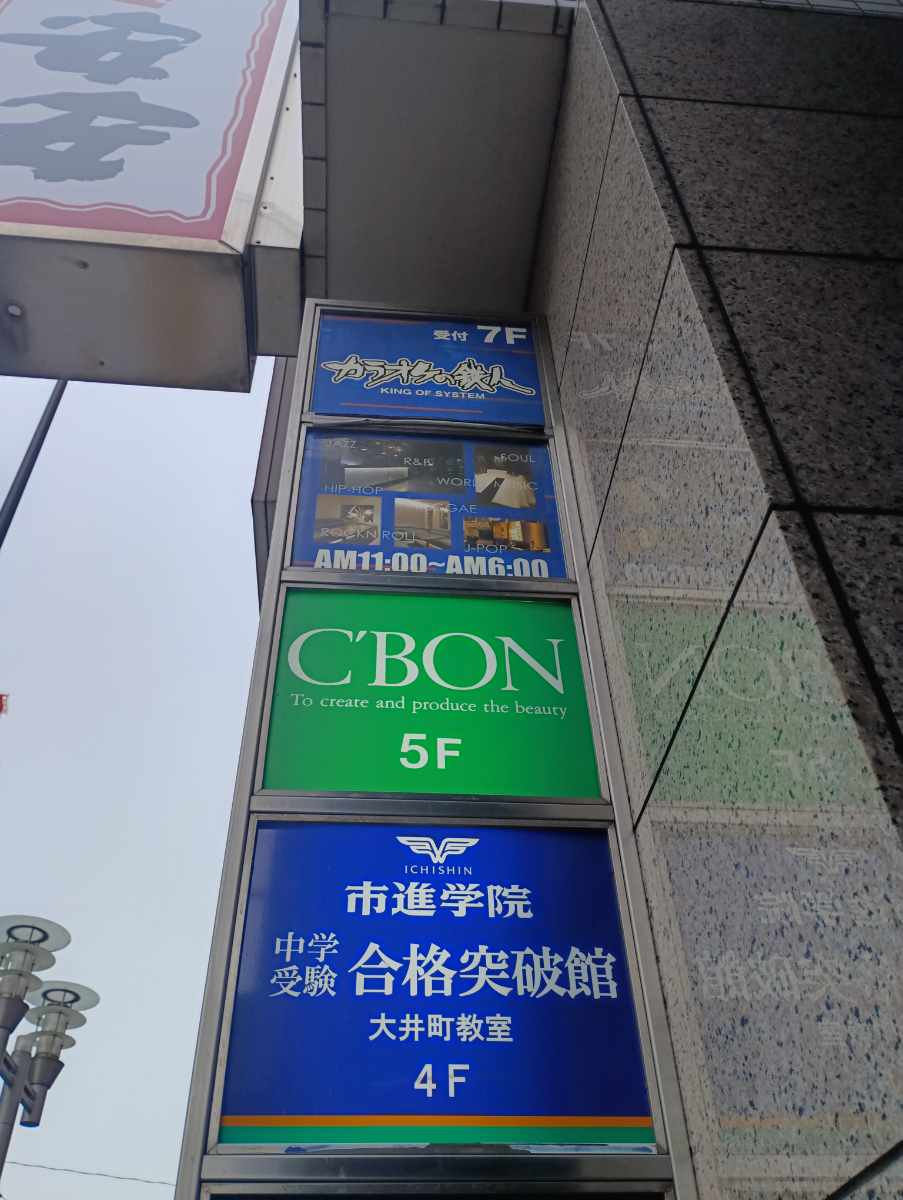 受付 7F
カラオケの鉄人
KING OF SYSTEM
JAZZ
R&B
SOUL
HIP-HOP
WORLD MUSIC
ROCKN ROLL
J-POP
AM11:00~AM6:00
C'BON
To create and produce the beauty
5F
ICHISHIN
市進学院
中学受験 合格突破館
大井町教室
4F